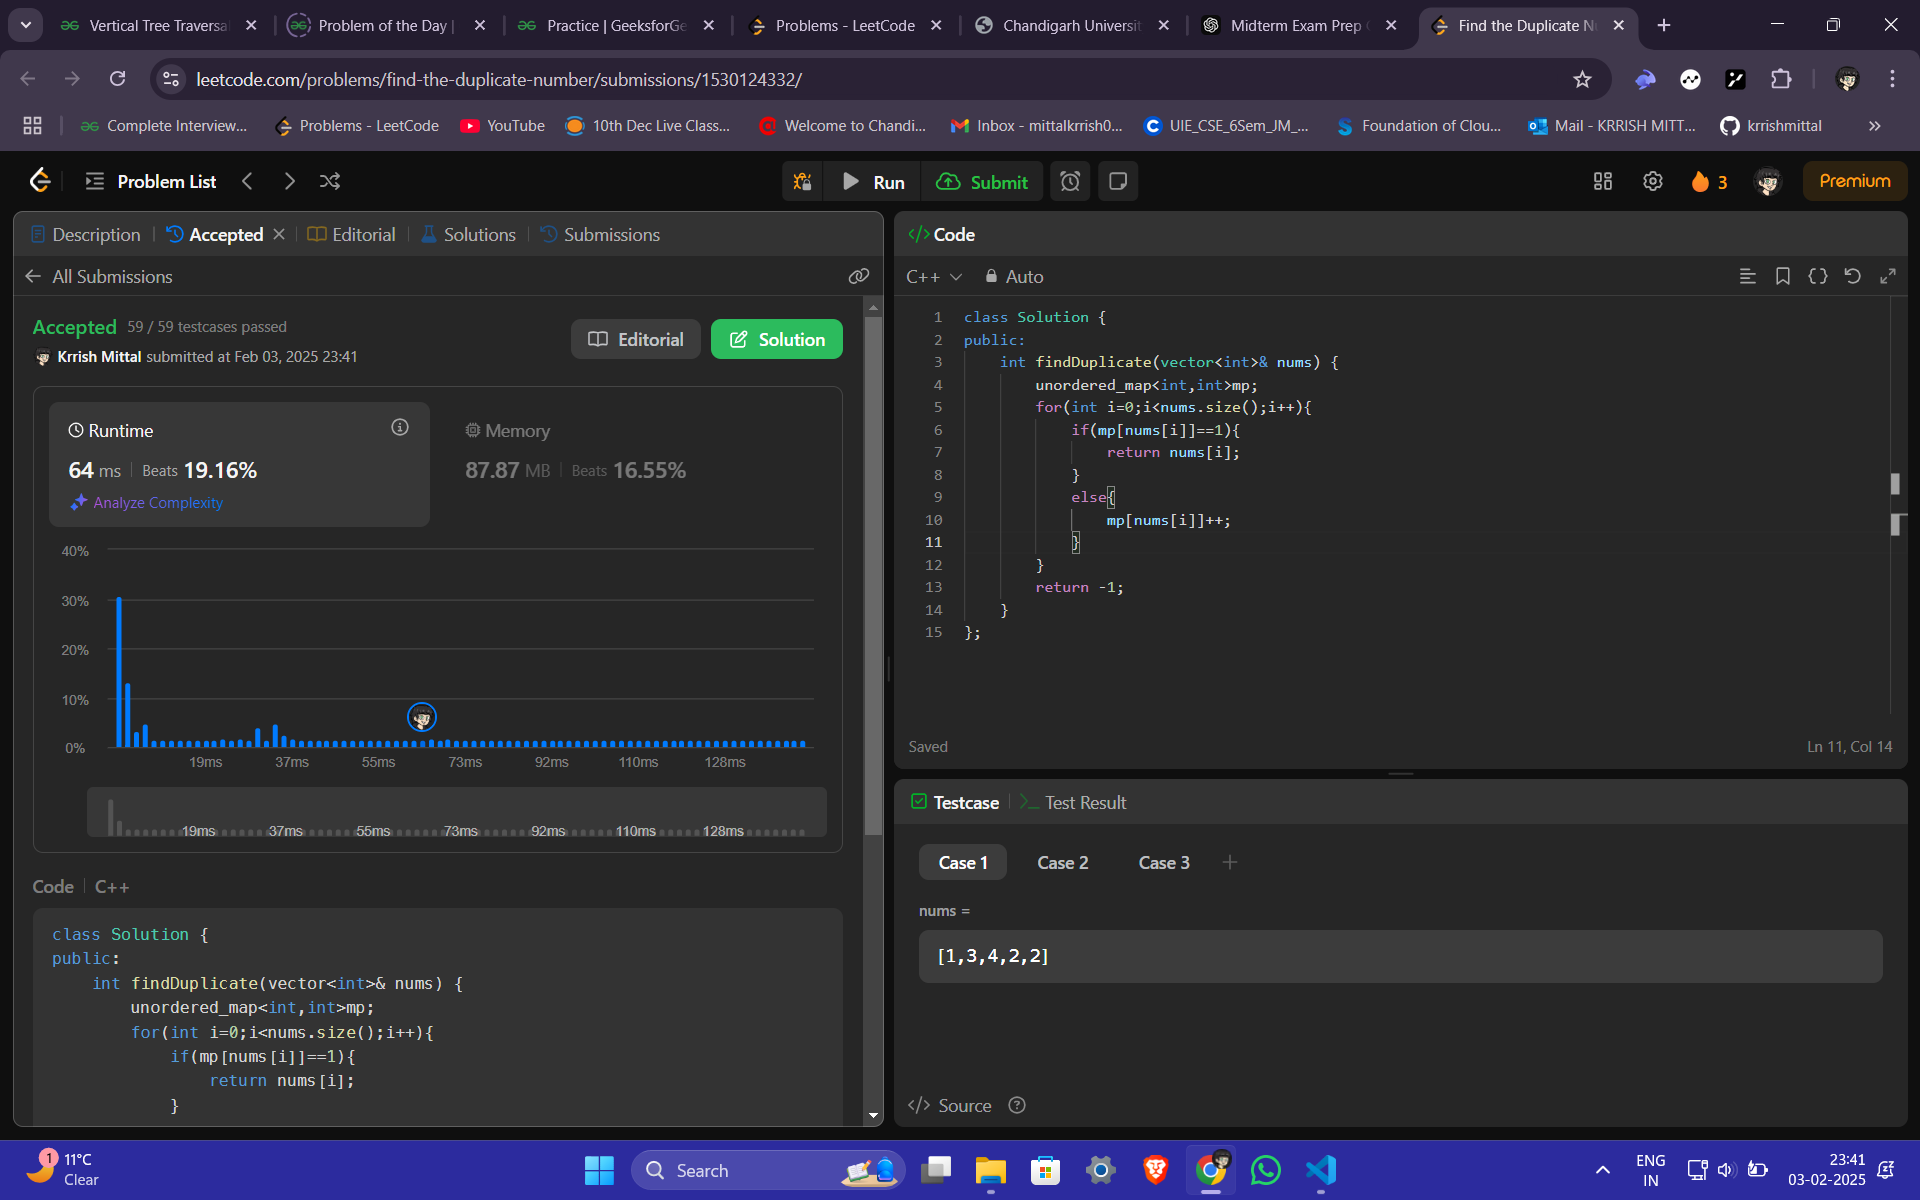 Vertical Tree Traversal
Problem of the Day |
Practice | GeeksforGe
Problems - LeetCode
Chandigarh Universit
Midterm Exam Prep
Find the Duplicate N
leetcode.com/problems/find-the-duplicate-number/submissions/1530124332/
Complete Interview...
Problems - LeetCode
YouTube
10th Dec Live Class...
Welcome to Chandi...
Inbox - mittalkrrish0...
UIE_CSE_6Sem_JM_...
Foundation of Clou...
Mail - KRRISH MITT...
krrishmittal
Problem List
Run
Submit
3
Premium
Description
Accepted
Editorial
Solutions
Submissions
All Submissions
Accepted 59 / 59 testcases passed
Krrish Mittal submitted at Feb 03, 2025 23:41
Editorial
Solution
Runtime
64 ms | Beats 19.16%
Analyze Complexity
Memory
87.87 MB | Beats 16.55%
40%
30%
20%
10%
0%
19ms 37ms 55ms 73ms 92ms 110ms 128ms
19ms 37ms 55ms 73ms 92ms 110ms 128ms
Code | C++
class Solution {
public:
int findDuplicate(vector<int>& nums) {
unordered_map<int,int>mp;
for(int i=0;i<nums.size();i++){
if(mp[nums[i]]==1){
return nums[i];
}
</> Code
C++
Auto
1 class Solution {
2 public:
3 int findDuplicate(vector<int>& nums) {
4 unordered_map<int,int>mp;
5 for(int i=0;i<nums.size();i++){
6 if(mp[nums[i]]==1){
7 return nums[i];
8 }
9 else{
10 mp[nums[i]]++;
11 }
12 }
13 return -1;
14 }
15 };
Saved
Ln 11, Col 14
Testcase
Test Result
Case 1
Case 2
Case 3
nums =
[1,3,4,2,2]
</> Source
1
11°C
Clear
Search
ENG
IN
23:41
03-02-2025